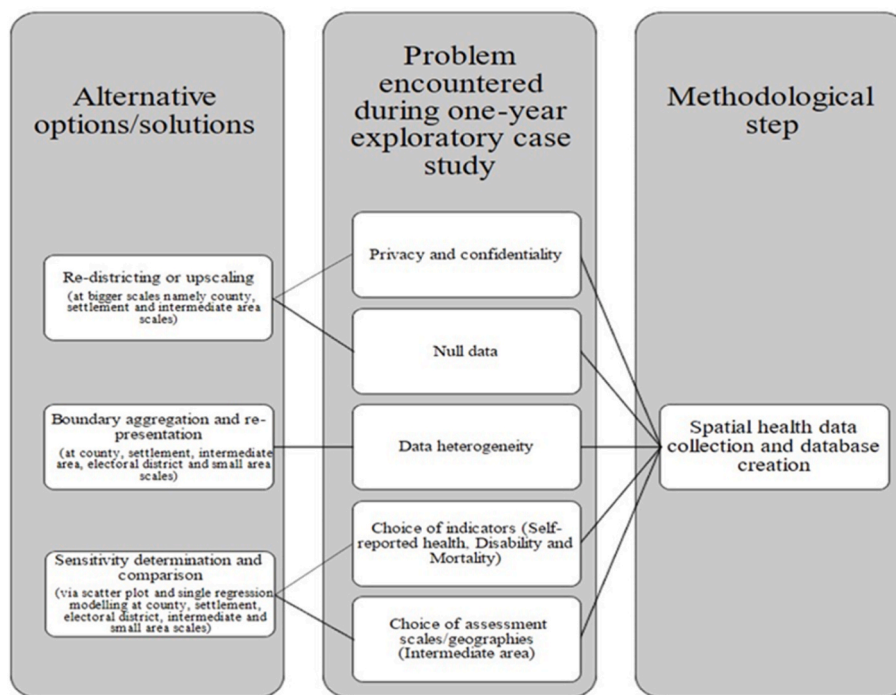 Alternative
options/solutions
Re-districting or upscaling
(at bigger scales namely county,
settlement and intermediate area
scales)
Boundary aggregation and re-
presentation
(at county, settlement, intermediate
area, electoral district and small area
scales)
Sensitivity determination and
comparison
(via scatter plot and single regression
modelling at county, settlement,
electoral district, intermediate and
small area scales)
Problem
encountered
during one-year
exploratory case
study
Privacy and confidentiality
Null data
Data heterogeneity
Choice of indicators (Self-
reported health, Disability and
Mortality)
Choice of assessment
scales/geographies
(Intermediate area)
Methodological
step
Spatial health data
collection and database
creation